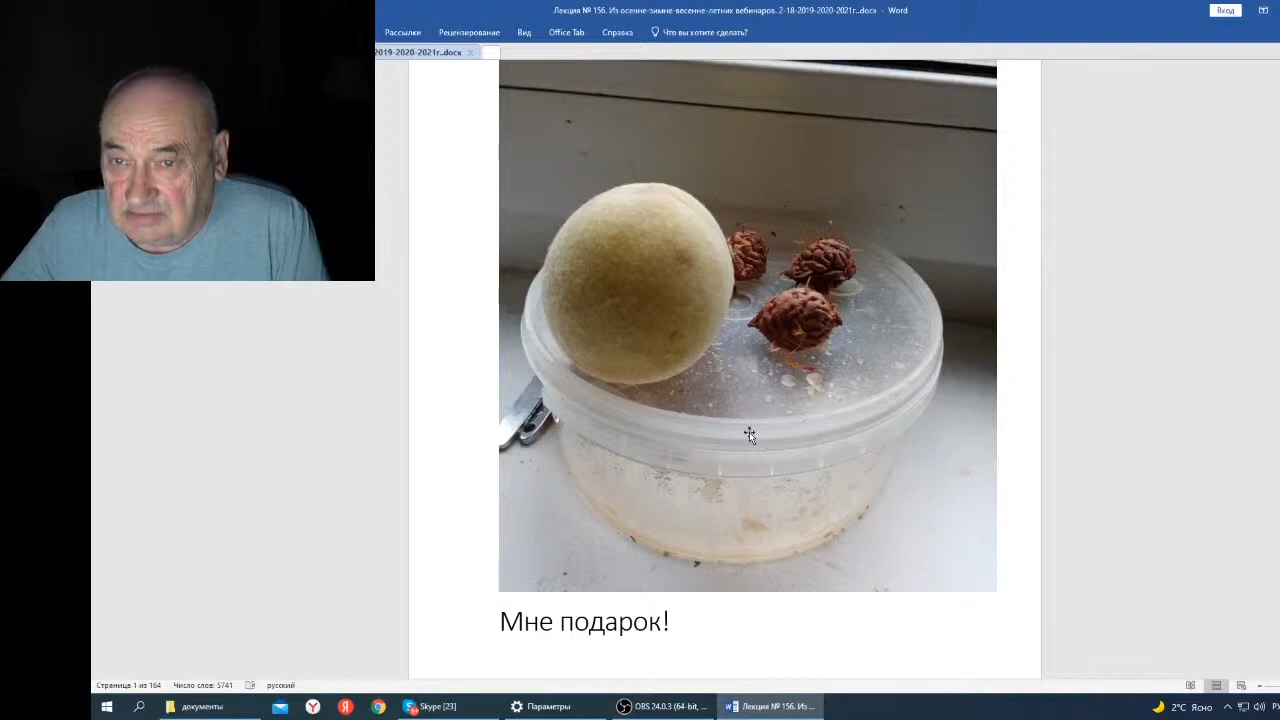 Лекция № 156. Из осенне-зимне-весенне-летних вебинаров. 2-18-2019-2020-2021г..docx - Word
Вход
Рассылки Рецензирование Вид Office Tab Справка Что вы хотите сделать?
2019-2020-2021г..docx
Мне подарок!
Страница 1 из 164 Число слов: 5741 русский
документы Skype [23] Параметры OBS 24.0.3 (64-bit, ... Лекция № 156. Из ... 2°C Ясно